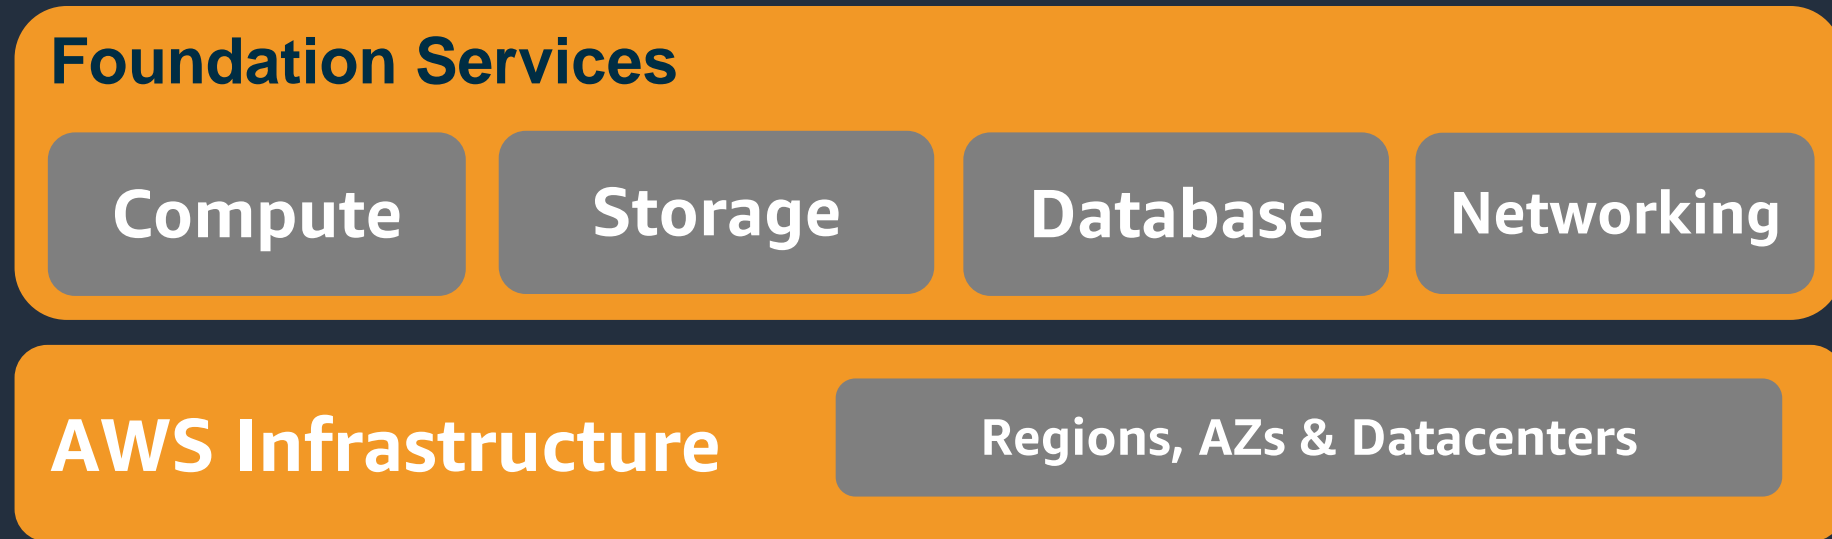 Foundation Services
Compute
Storage
Database
Networking
AWS Infrastructure
Regions, AZs & Datacenters